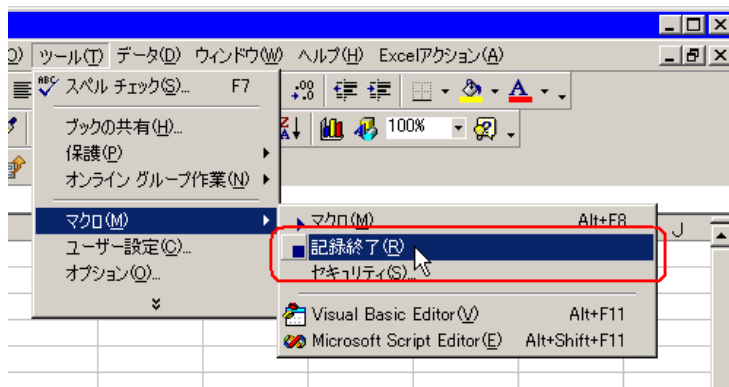 O) ツール(T) データ(D) ウィンドウ(W) ヘルプ(H) Excelアクション(A)
ABC スペル チェック(S)... F7
ブックの共有(H)... 100%
保護(P)
オンライン グループ作業(N)
マクロ(M)
マクロ(M) Alt+F8
J
ユーザー設定(C)...
記録終了(R)
オプション(O)...
セキュリティ(S)...
Visual Basic Editor(V) Alt+F11
Microsoft Script Editor(E) Alt+Shift+F11